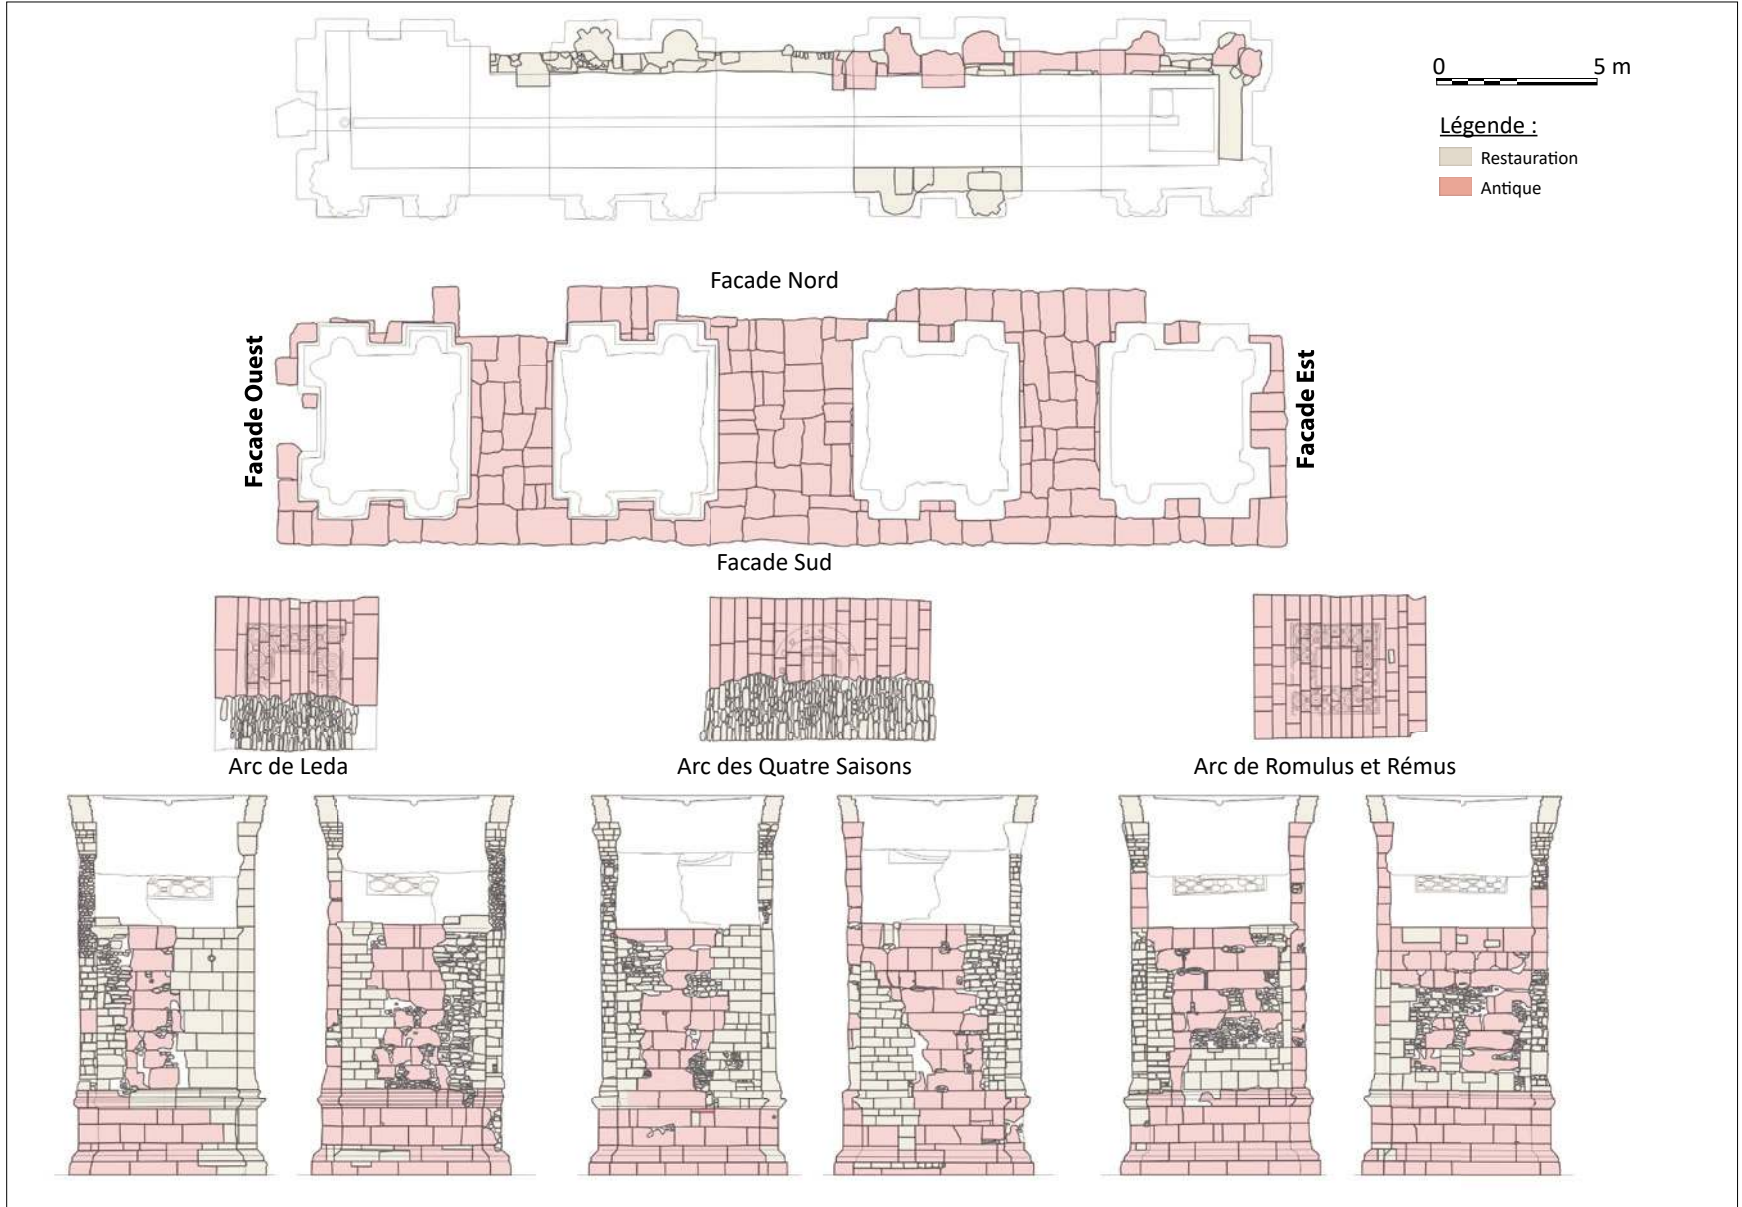 0 5 m
Légende :
Restauration
Antique
Facade Nord
Facade Ouest
Facade Est
Facade Sud
Arc de Leda
Arc des Quatre Saisons
Arc de Romulus et Rémus